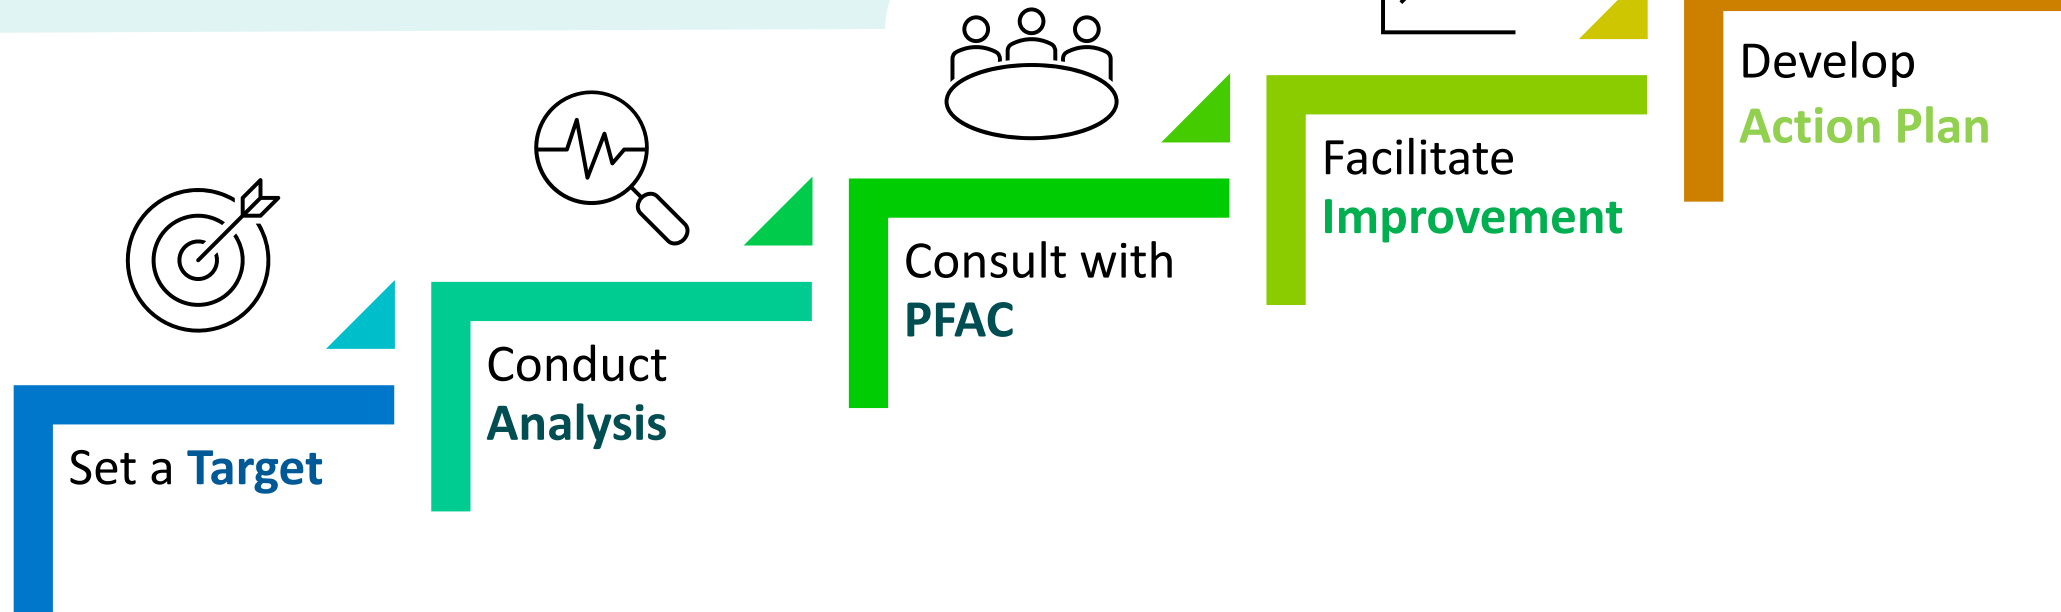 Set a Target
Conduct
Analysis
Consult with
PFAC
Facilitate
Improvement
Develop
Action Plan